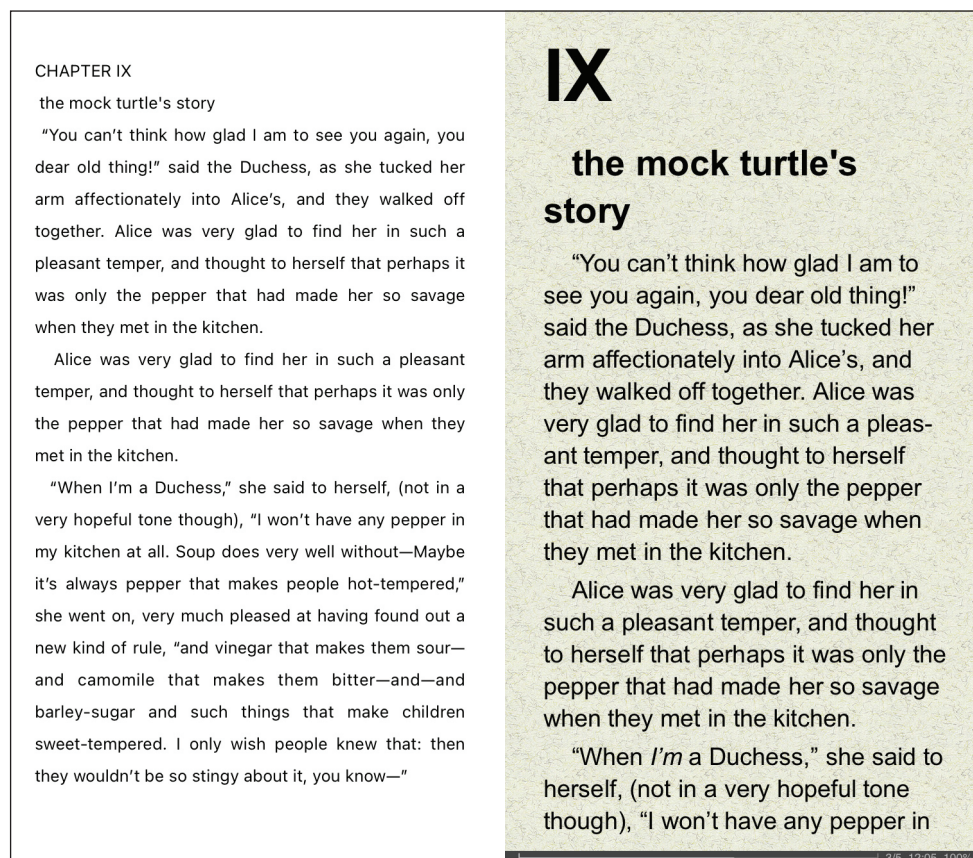 CHAPTER IX
the mock turtle's story
“You can’t think how glad I am to see you again, you
dear old thing!” said the Duchess, as she tucked her
arm affectionately into Alice’s, and they walked off
together. Alice was very glad to find her in such a
pleasant temper, and thought to herself that perhaps it
was only the pepper that had made her so savage
when they met in the kitchen.
Alice was very glad to find her in such a pleasant
temper, and thought to herself that perhaps it was only
the pepper that had made her so savage when they
met in the kitchen.
“When I’m a Duchess,” she said to herself, (not in a
very hopeful tone though), “I won’t have any pepper in
my kitchen at all. Soup does very well without—Maybe
it’s always pepper that makes people hot-tempered,”
she went on, very much pleased at having found out a
new kind of rule, “and vinegar that makes them sour—
and camomile that makes them bitter—and—and
barley-sugar and such things that make children
sweet-tempered. I only wish people knew that: then
they wouldn’t be so stingy about it, you know—”
IX
the mock turtle's
story
“You can’t think how glad I am to
see you again, you dear old thing!”
said the Duchess, as she tucked her
arm affectionately into Alice’s, and
they walked off together. Alice was
very glad to find her in such a pleas-
ant temper, and thought to herself
that perhaps it was only the pepper
that had made her so savage when
they met in the kitchen.
Alice was very glad to find her in
such a pleasant temper, and thought
to herself that perhaps it was only the
pepper that had made her so savage
when they met in the kitchen.
“When I’m a Duchess,” she said to
herself, (not in a very hopeful tone
though), “I won’t have any pepper in